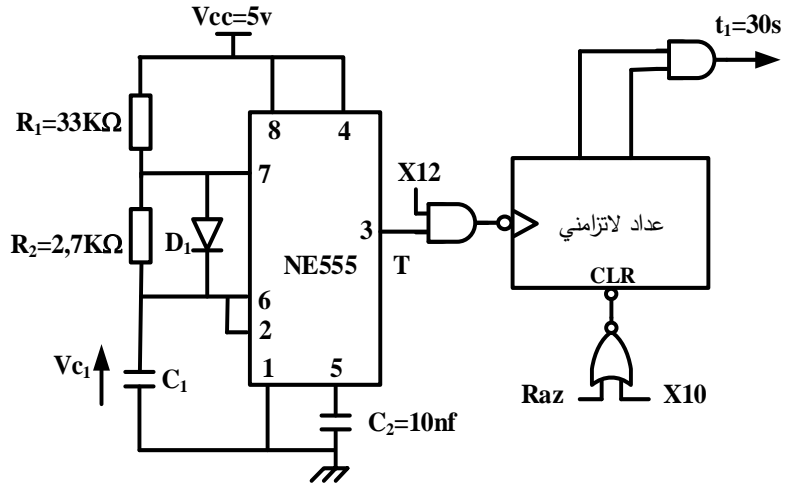 Vcc=5v
t₁=30s
R₁=33KΩ
8
4
7
X12
R₂=2,7KΩ
D₁
3
عداد لاتزامني
NE555
T
6
CLR
2
Vc₁
C₁
1
5
C₂=10nf
Raz
X10